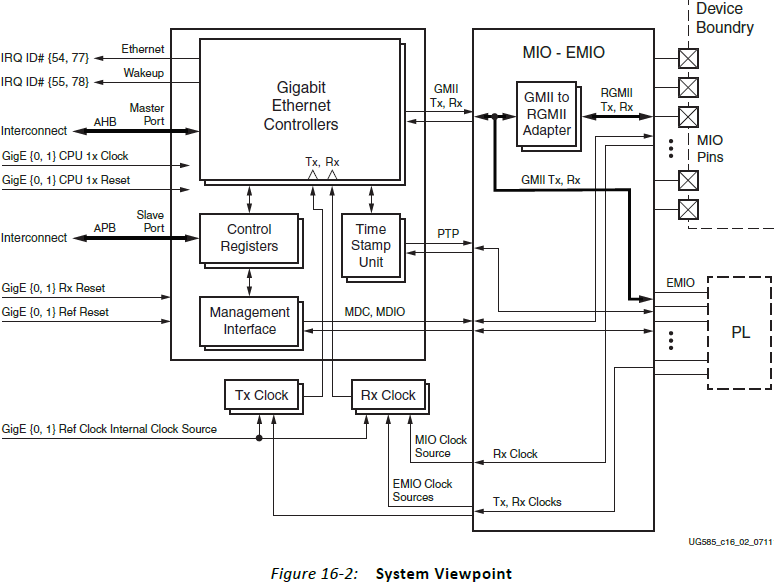 Device
Boundry
MIO - EMIO
Ethernet
IRQ ID# {54, 77}
Wakeup
IRQ ID# {55, 78}
Gigabit
Ethernet
Controllers
GMII
Tx, Rx
GMII to
RGMII
Adapter
RGMII
Tx, Rx
Master
Port
AHB
Interconnect
MIO
Pins
GigE {0, 1} CPU 1x Clock
Tx, Rx
GigE {0, 1} CPU 1x Reset
GMII Tx, Rx
Slave
Port
APB
Interconnect
Control
Registers
Time
Stamp
Unit
PTP
EMIO
GigE {0, 1} Rx Reset
GigE {0, 1} Ref Reset
Management
Interface
MDC, MDIO
PL
Tx Clock
Rx Clock
GigE {0, 1} Ref Clock Internal Clock Source
MIO Clock
Source
Rx Clock
EMIO Clock
Sources
Tx, Rx Clocks
UG585_c16_02_0711
Figure 16-2: System Viewpoint